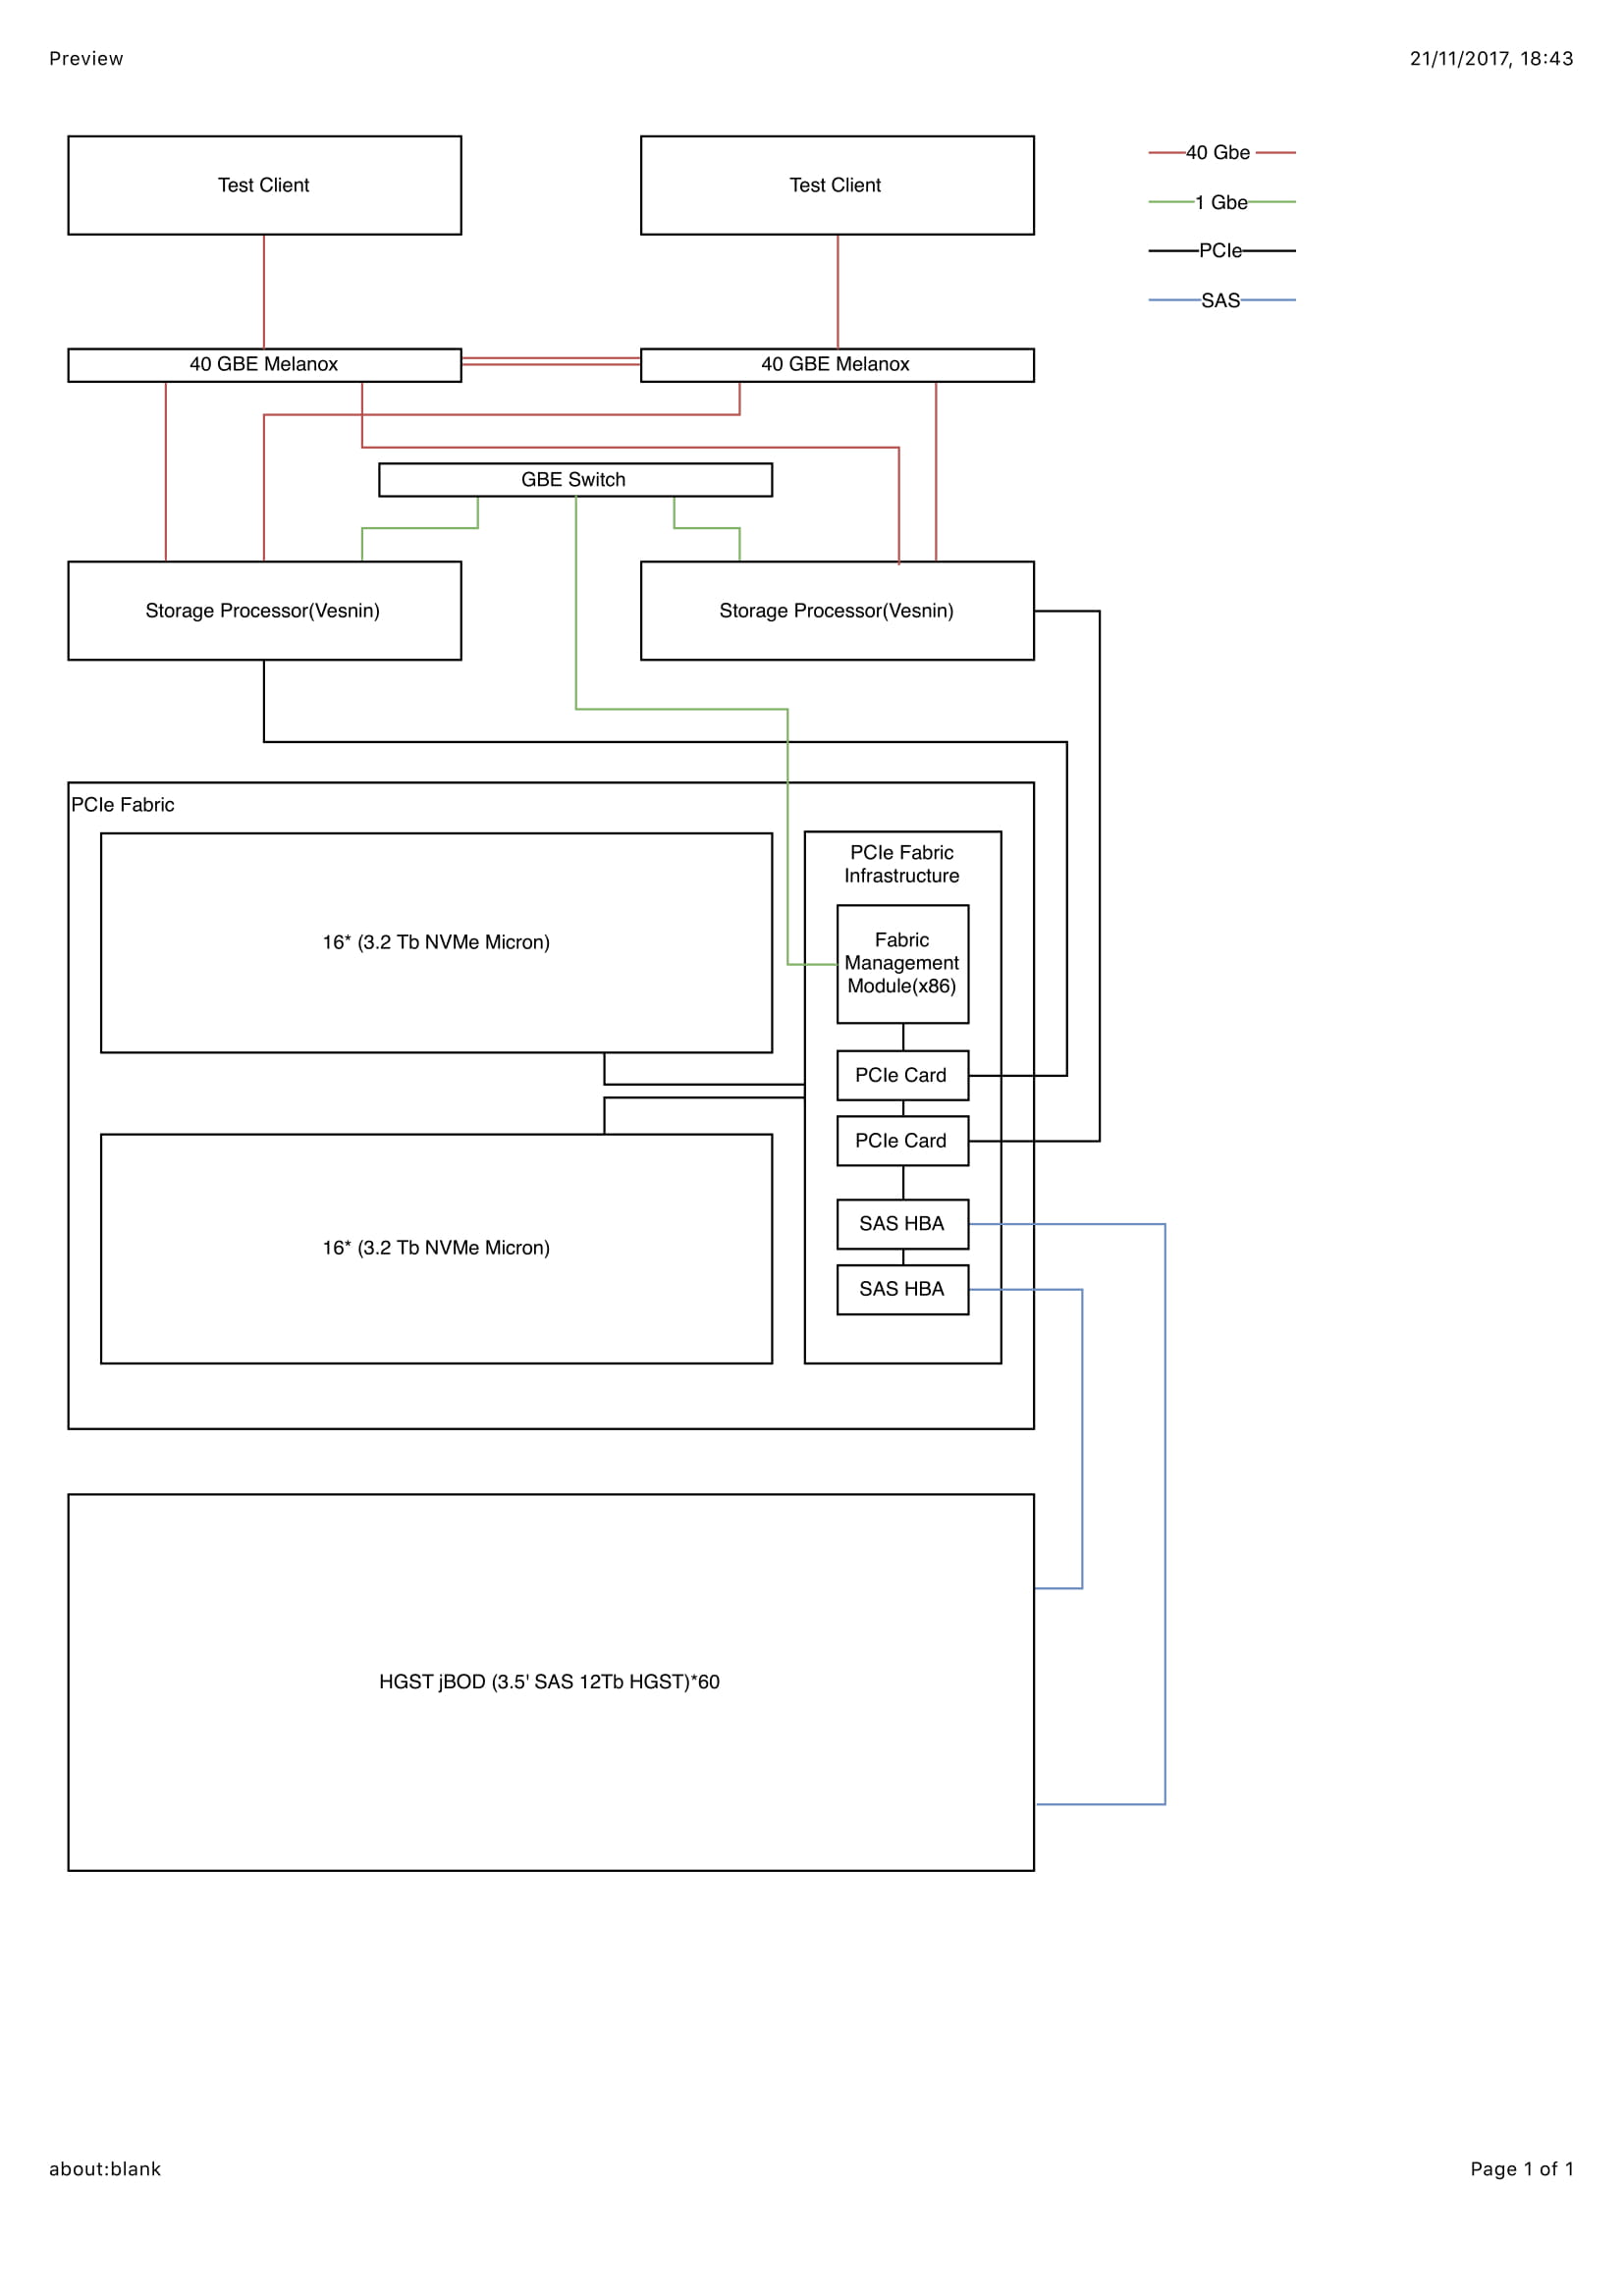 Preview
21/11/2017, 18:43
Test Client
Test Client
40 Gbe
1 Gbe
PCIe
SAS
40 GBE Melanox
40 GBE Melanox
GBE Switch
Storage Processor(Vesnin)
Storage Processor(Vesnin)
PCIe Fabric
16* (3.2 Tb NVMe Micron)
PCIe Fabric
Infrastructure
Fabric
Management
Module(x86)
PCIe Card
PCIe Card
SAS HBA
SAS HBA
16* (3.2 Tb NVMe Micron)
HGST jBOD (3.5' SAS 12Tb HGST)*60
about:blank
Page 1 of 1